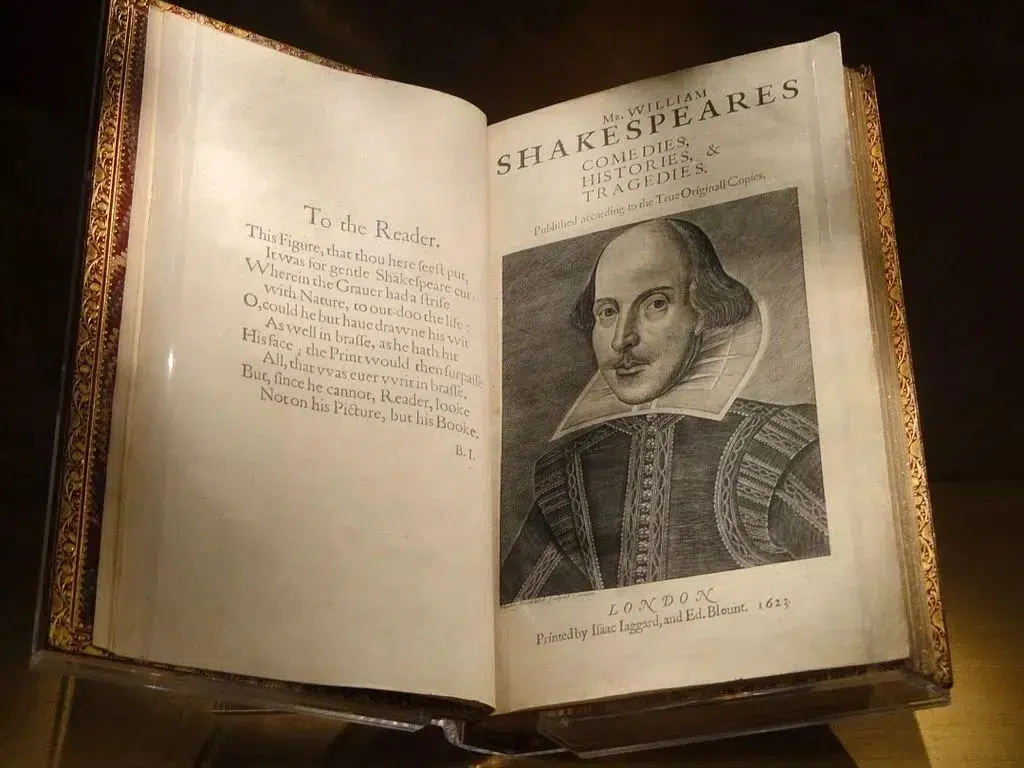 To the Reader.
This Figure, that thou here ſeeſt put,
It was for gentle Shakeſpeare cut,
Wherein the Grauer had a ſtrife
with Nature, to out-doo the life :
O, could he but haue dravvne his wit
As well in braſſe, as he hath hit
His face ; the Print would then ſurpaſſe
All, that vvas euer vvrit in braſſe.
But, ſince he cannot, Reader, looke
Not on his Picture, but his Booke.
B. I.
Mr. WILLIAM
SHAKESPEARES
COMEDIES,
HISTORIES, &
TRAGEDIES.
Publiſhed according to the True Originall Copies.
LONDON
Printed by Iſaac Iaggard, and Ed. Blount. 1623.